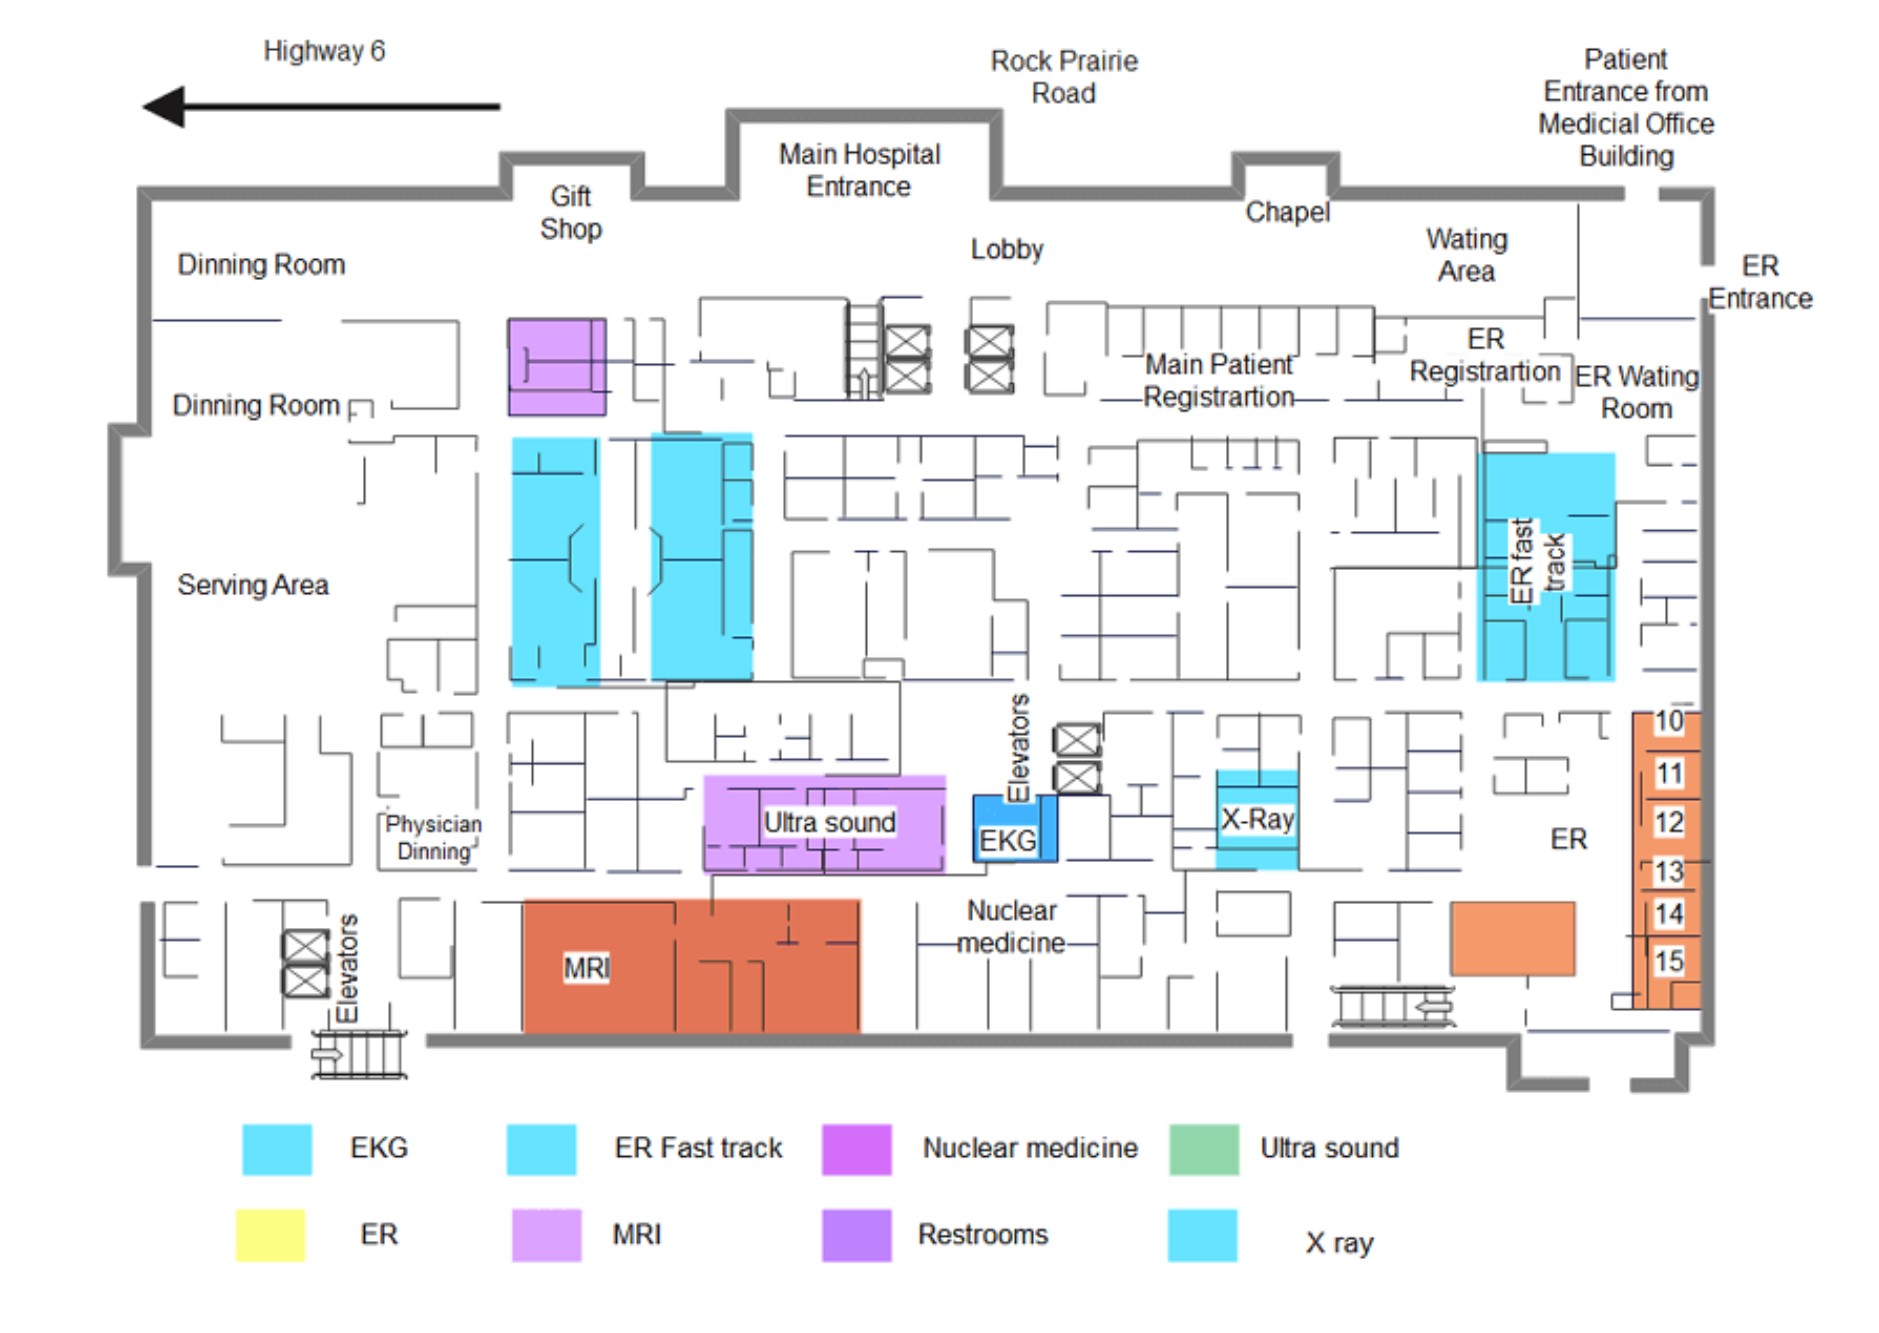 Highway 6
Rock Prairie
Road
Patient
Entrance from
Medicial Office
Building
Main Hospital
Entrance
Gift
Shop
Chapel
Lobby
Wating
Area
Dinning Room
ER
Entrance
Main Patient
Registrartion
ER
Registrartion
ER Wating
Room
Dinning Room
Serving Area
ER fast
track
Elevators
10
11
12
13
14
15
Physician
Dinning
Ultra sound
EKG
X-Ray
ER
Nuclear
medicine
Elevators
MRI
EKG
ER Fast track
Nuclear medicine
Ultra sound
ER
MRI
Restrooms
X ray